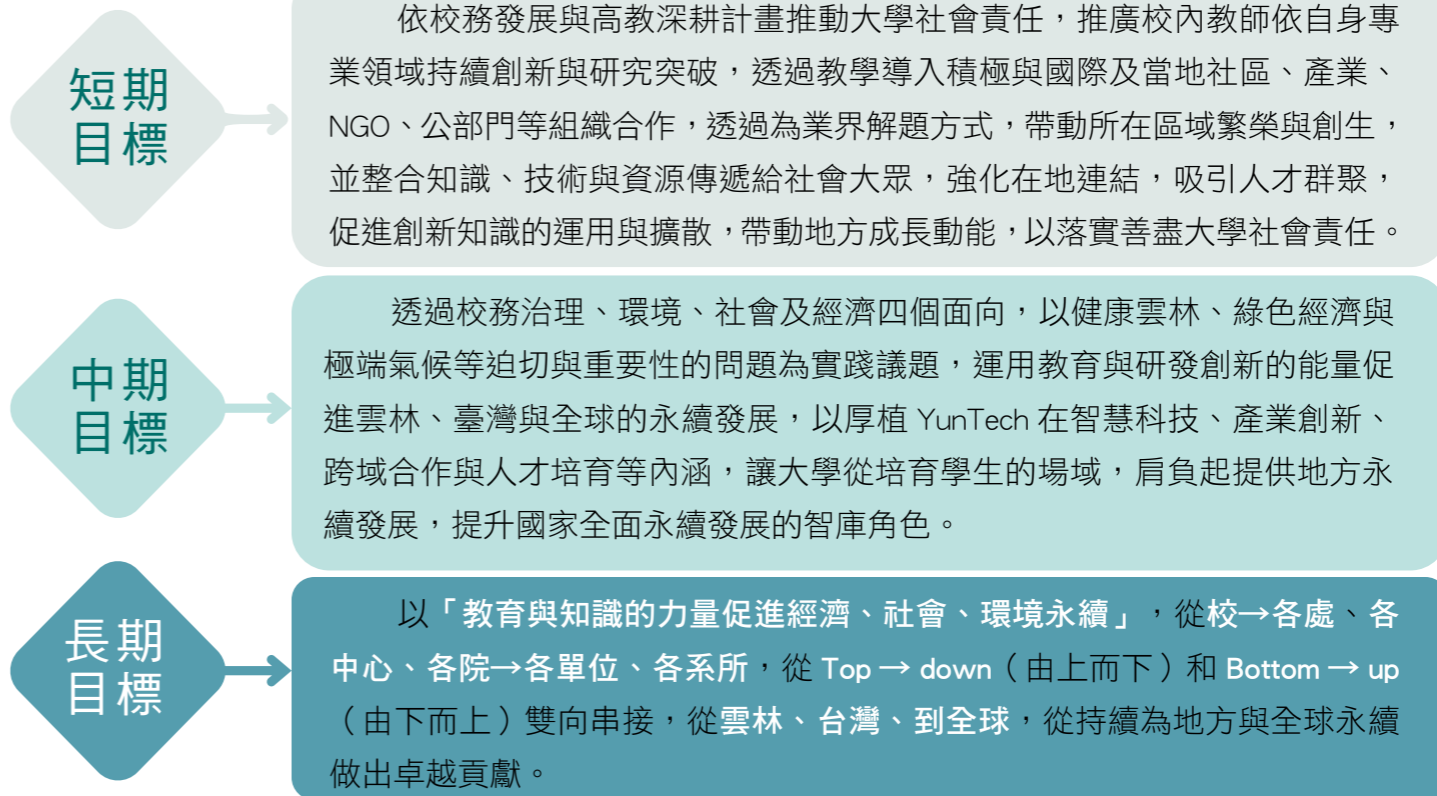 短期
目標
依校務發展與高教深耕計畫推動大學社會責任，推廣校內教師依自身專
業領域持續創新與研究突破，透過教學導入積極與國際及當地社區、產業、
NGO、公部門等組織合作，透過為業界解題方式，帶動所在區域繁榮與創生，
並整合知識、技術與資源傳遞給社會大眾，強化在地連結，吸引人才群聚，
促進創新知識的運用與擴散，帶動地方成長動能，以落實善盡大學社會責任。
中期
目標
透過校務治理、環境、社會及經濟四個面向，以健康雲林、綠色經濟與
極端氣候等迫切與重要性的問題為實踐議題，運用教育與研發創新的能量促
進雲林、臺灣與全球的永續發展，以厚植 YunTech 在智慧科技、產業創新、
跨域合作與人才培育等內涵，讓大學從培育學生的場域，肩負起提供地方永
續發展，提升國家全面永續發展的智庫角色。
長期
目標
以「教育與知識的力量促進經濟、社會、環境永續」，從校→各處、各
中心、各院→各單位、各系所，從 Top → down（由上而下）和 Bottom → up
（由下而上）雙向串接，從雲林、台灣、到全球，從持續為地方與全球永續
做出卓越貢獻。